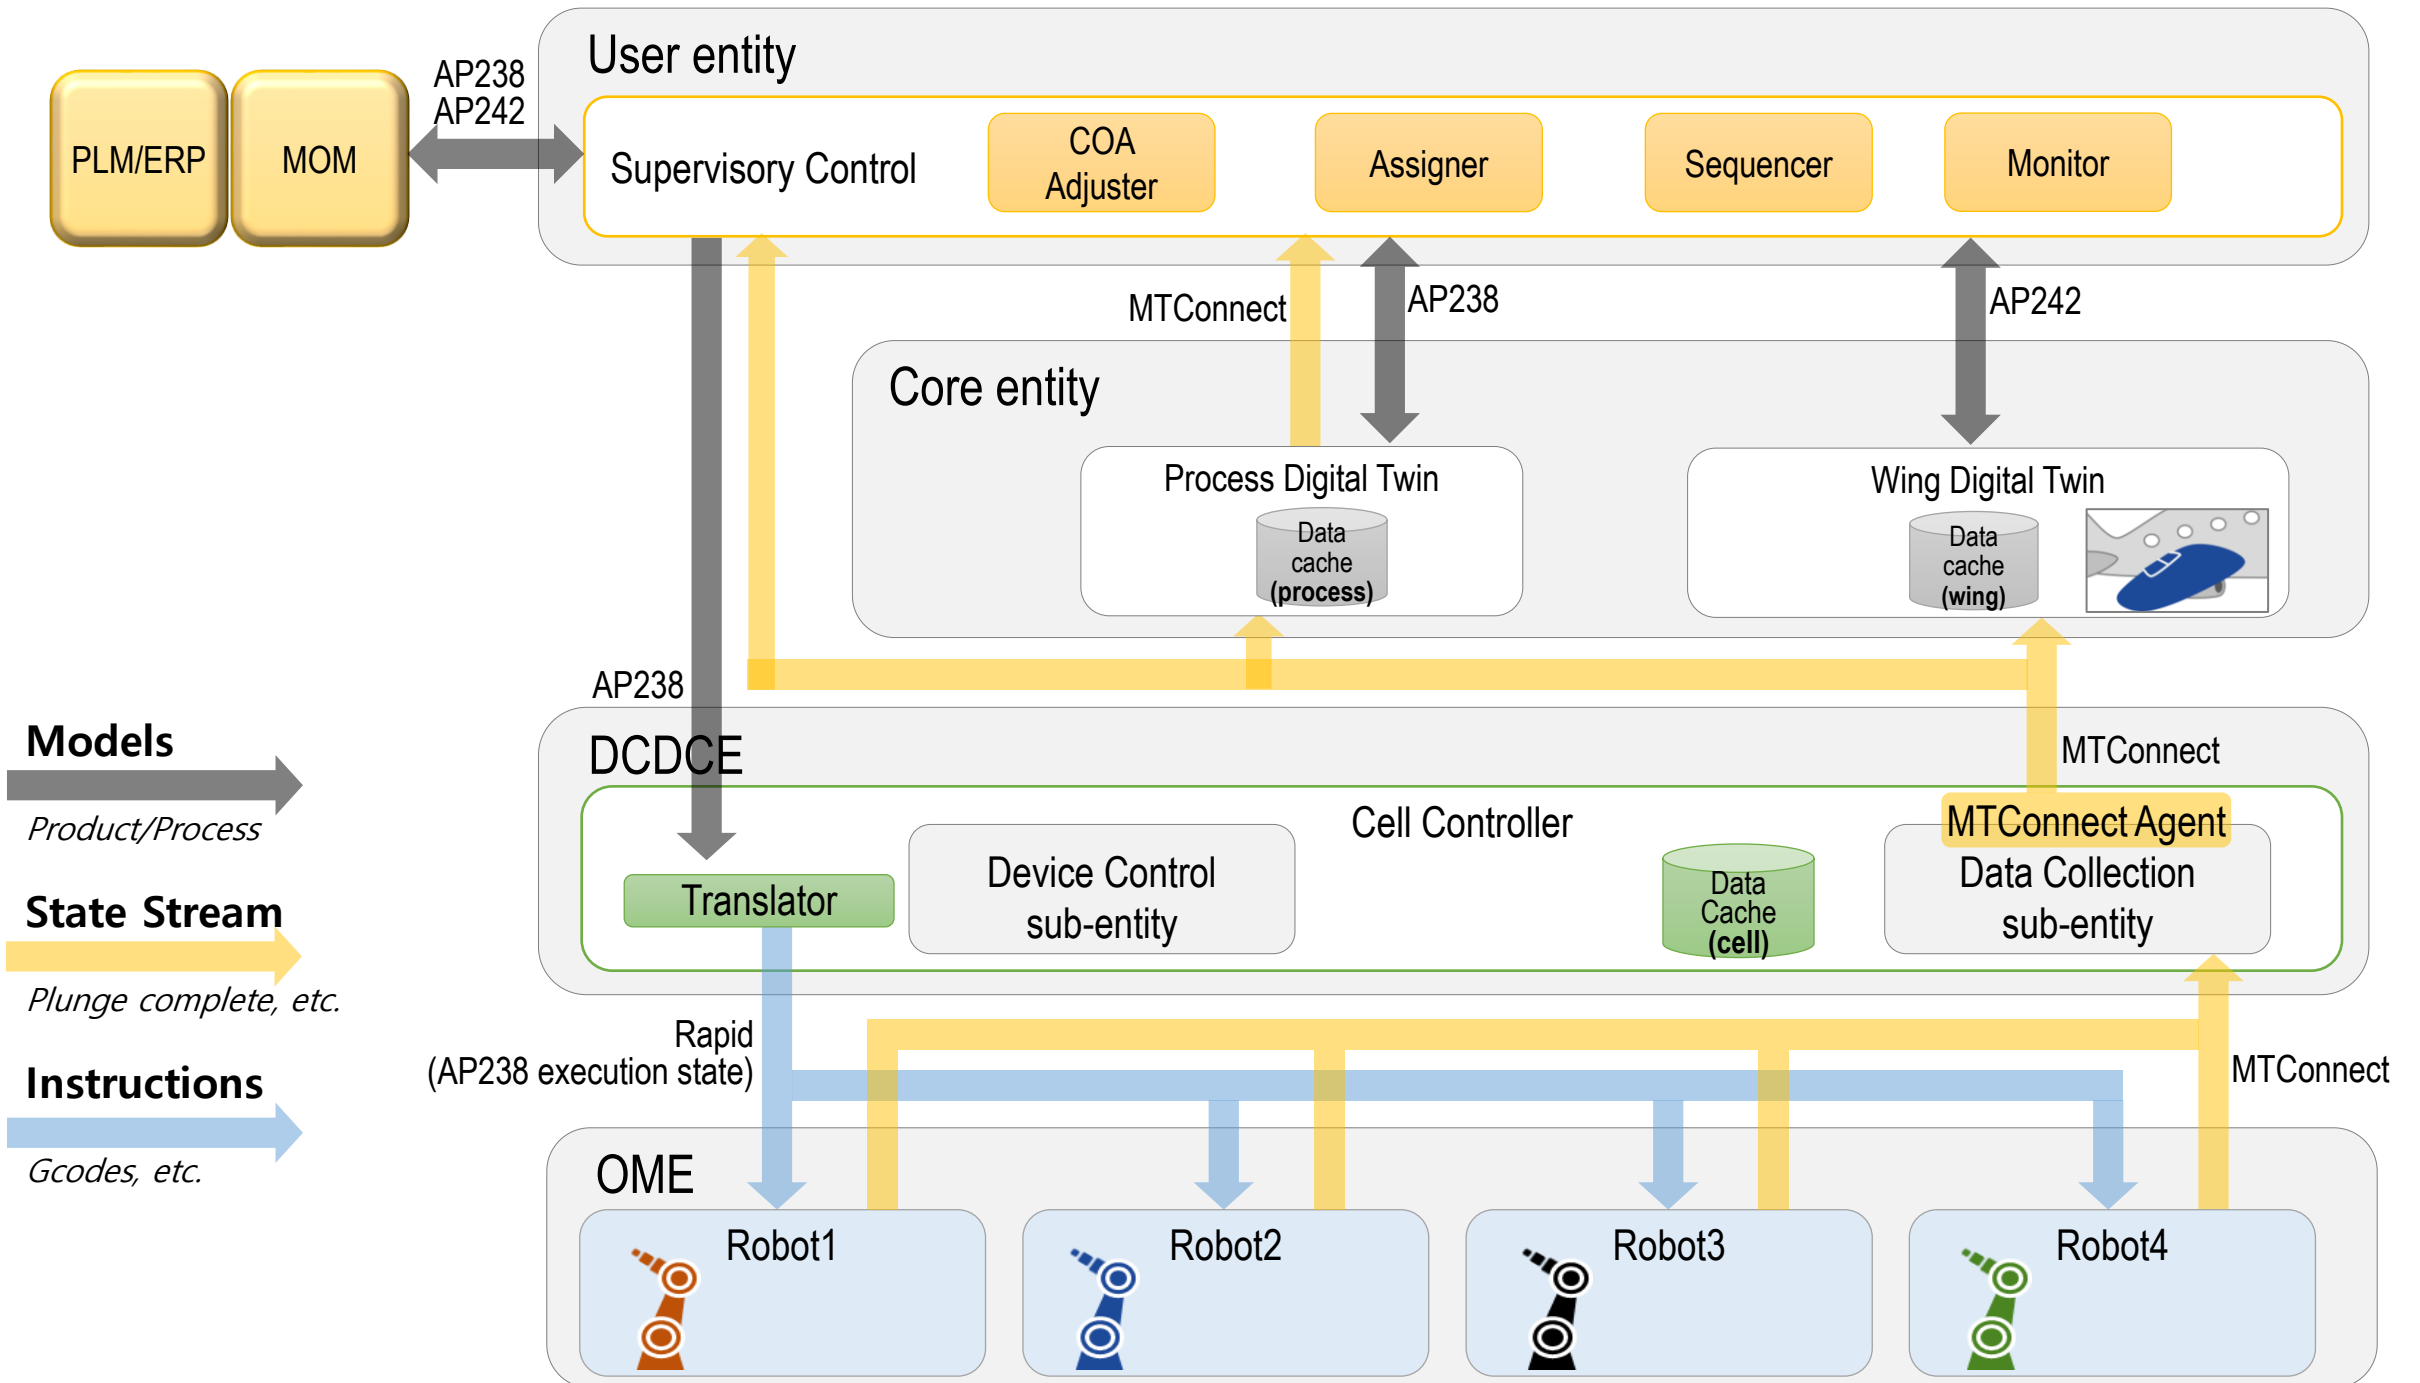 User entity
AP238
AP242
PLM/ERP
MOM
Supervisory Control
COA
Adjuster
Assigner
Sequencer
Monitor
MTConnect
AP238
AP242
Core entity
Process Digital Twin
Data
cache
(process)
Wing Digital Twin
Data
cache
(wing)
AP238
Models
Product/Process
State Stream
Plunge complete, etc.
Instructions
Gcodes, etc.
DCDCE
MTConnect
Cell Controller
Translator
Device Control
sub-entity
Data
Cache
(cell)
MTConnect Agent
Data Collection
sub-entity
Rapid
(AP238 execution state)
MTConnect
OME
Robot1
Robot2
Robot3
Robot4